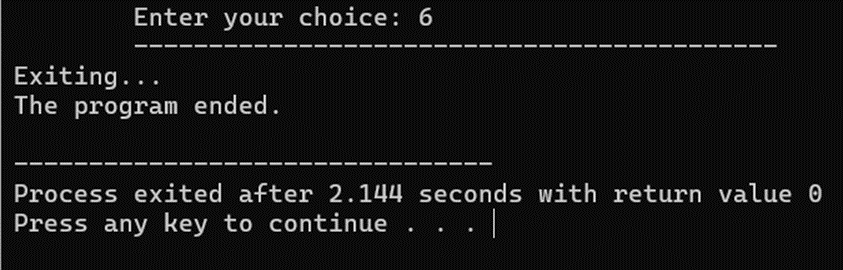 Enter your choice: 6
-------------------------------------------
Exiting...
The program ended.
--------------------------------
Process exited after 2.144 seconds with return value 0
Press any key to continue . . .